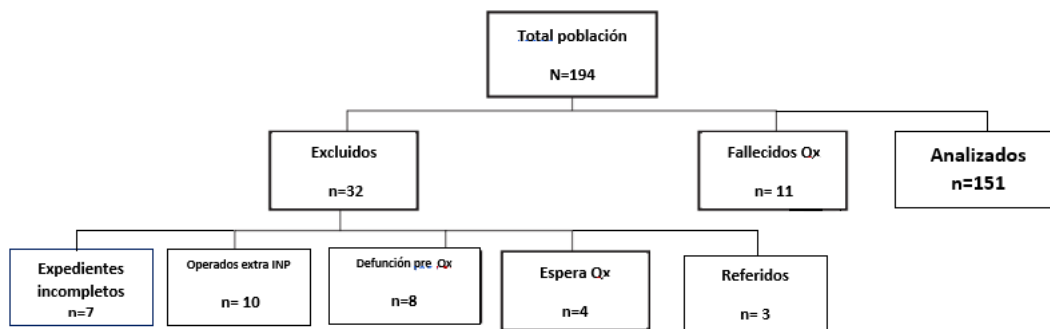 Total población
N=194
Excluidos
n=32
Fallecidos Qx
n= 11
Analizados
n=151
Expedientes
incompletos
n=7
Operados extra INP
n= 10
Defunción pre Qx
n=8
Espera Qx
n=4
Referidos
n= 3